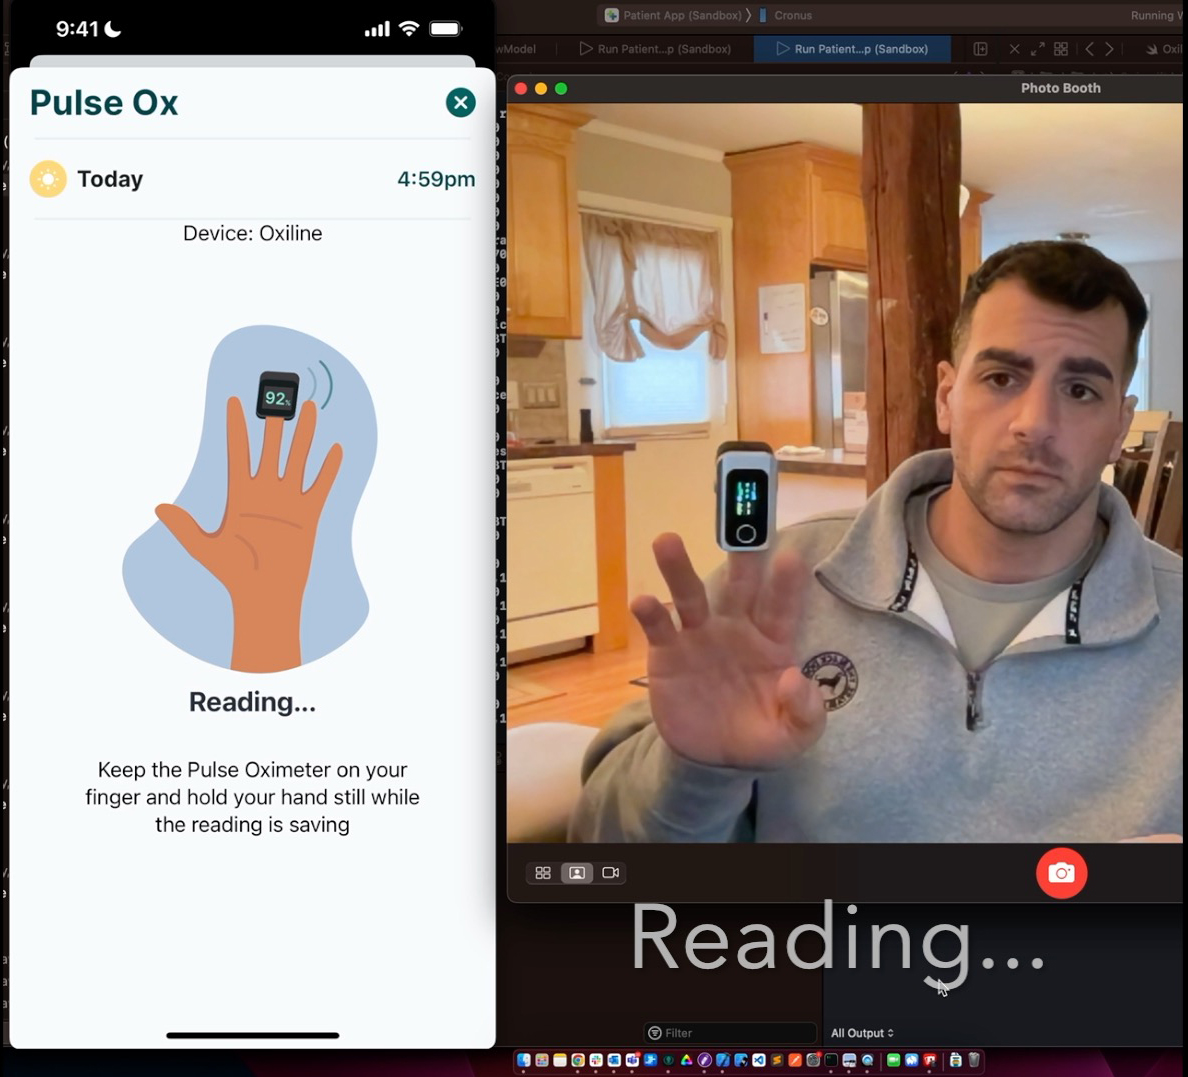 9:41
Pulse Ox
Today
4:59pm
Device: Oxiline
92%
Reading...
Keep the Pulse Oximeter on your
finger and hold your hand still while
the reading is saving
Patient App (Sandbox)
Cronus
Running
wModel
Run Patient...p (Sandbox)
Run Patient...p (Sandbox)
Oxil
Photo Booth
Reading...
Filter
All Output